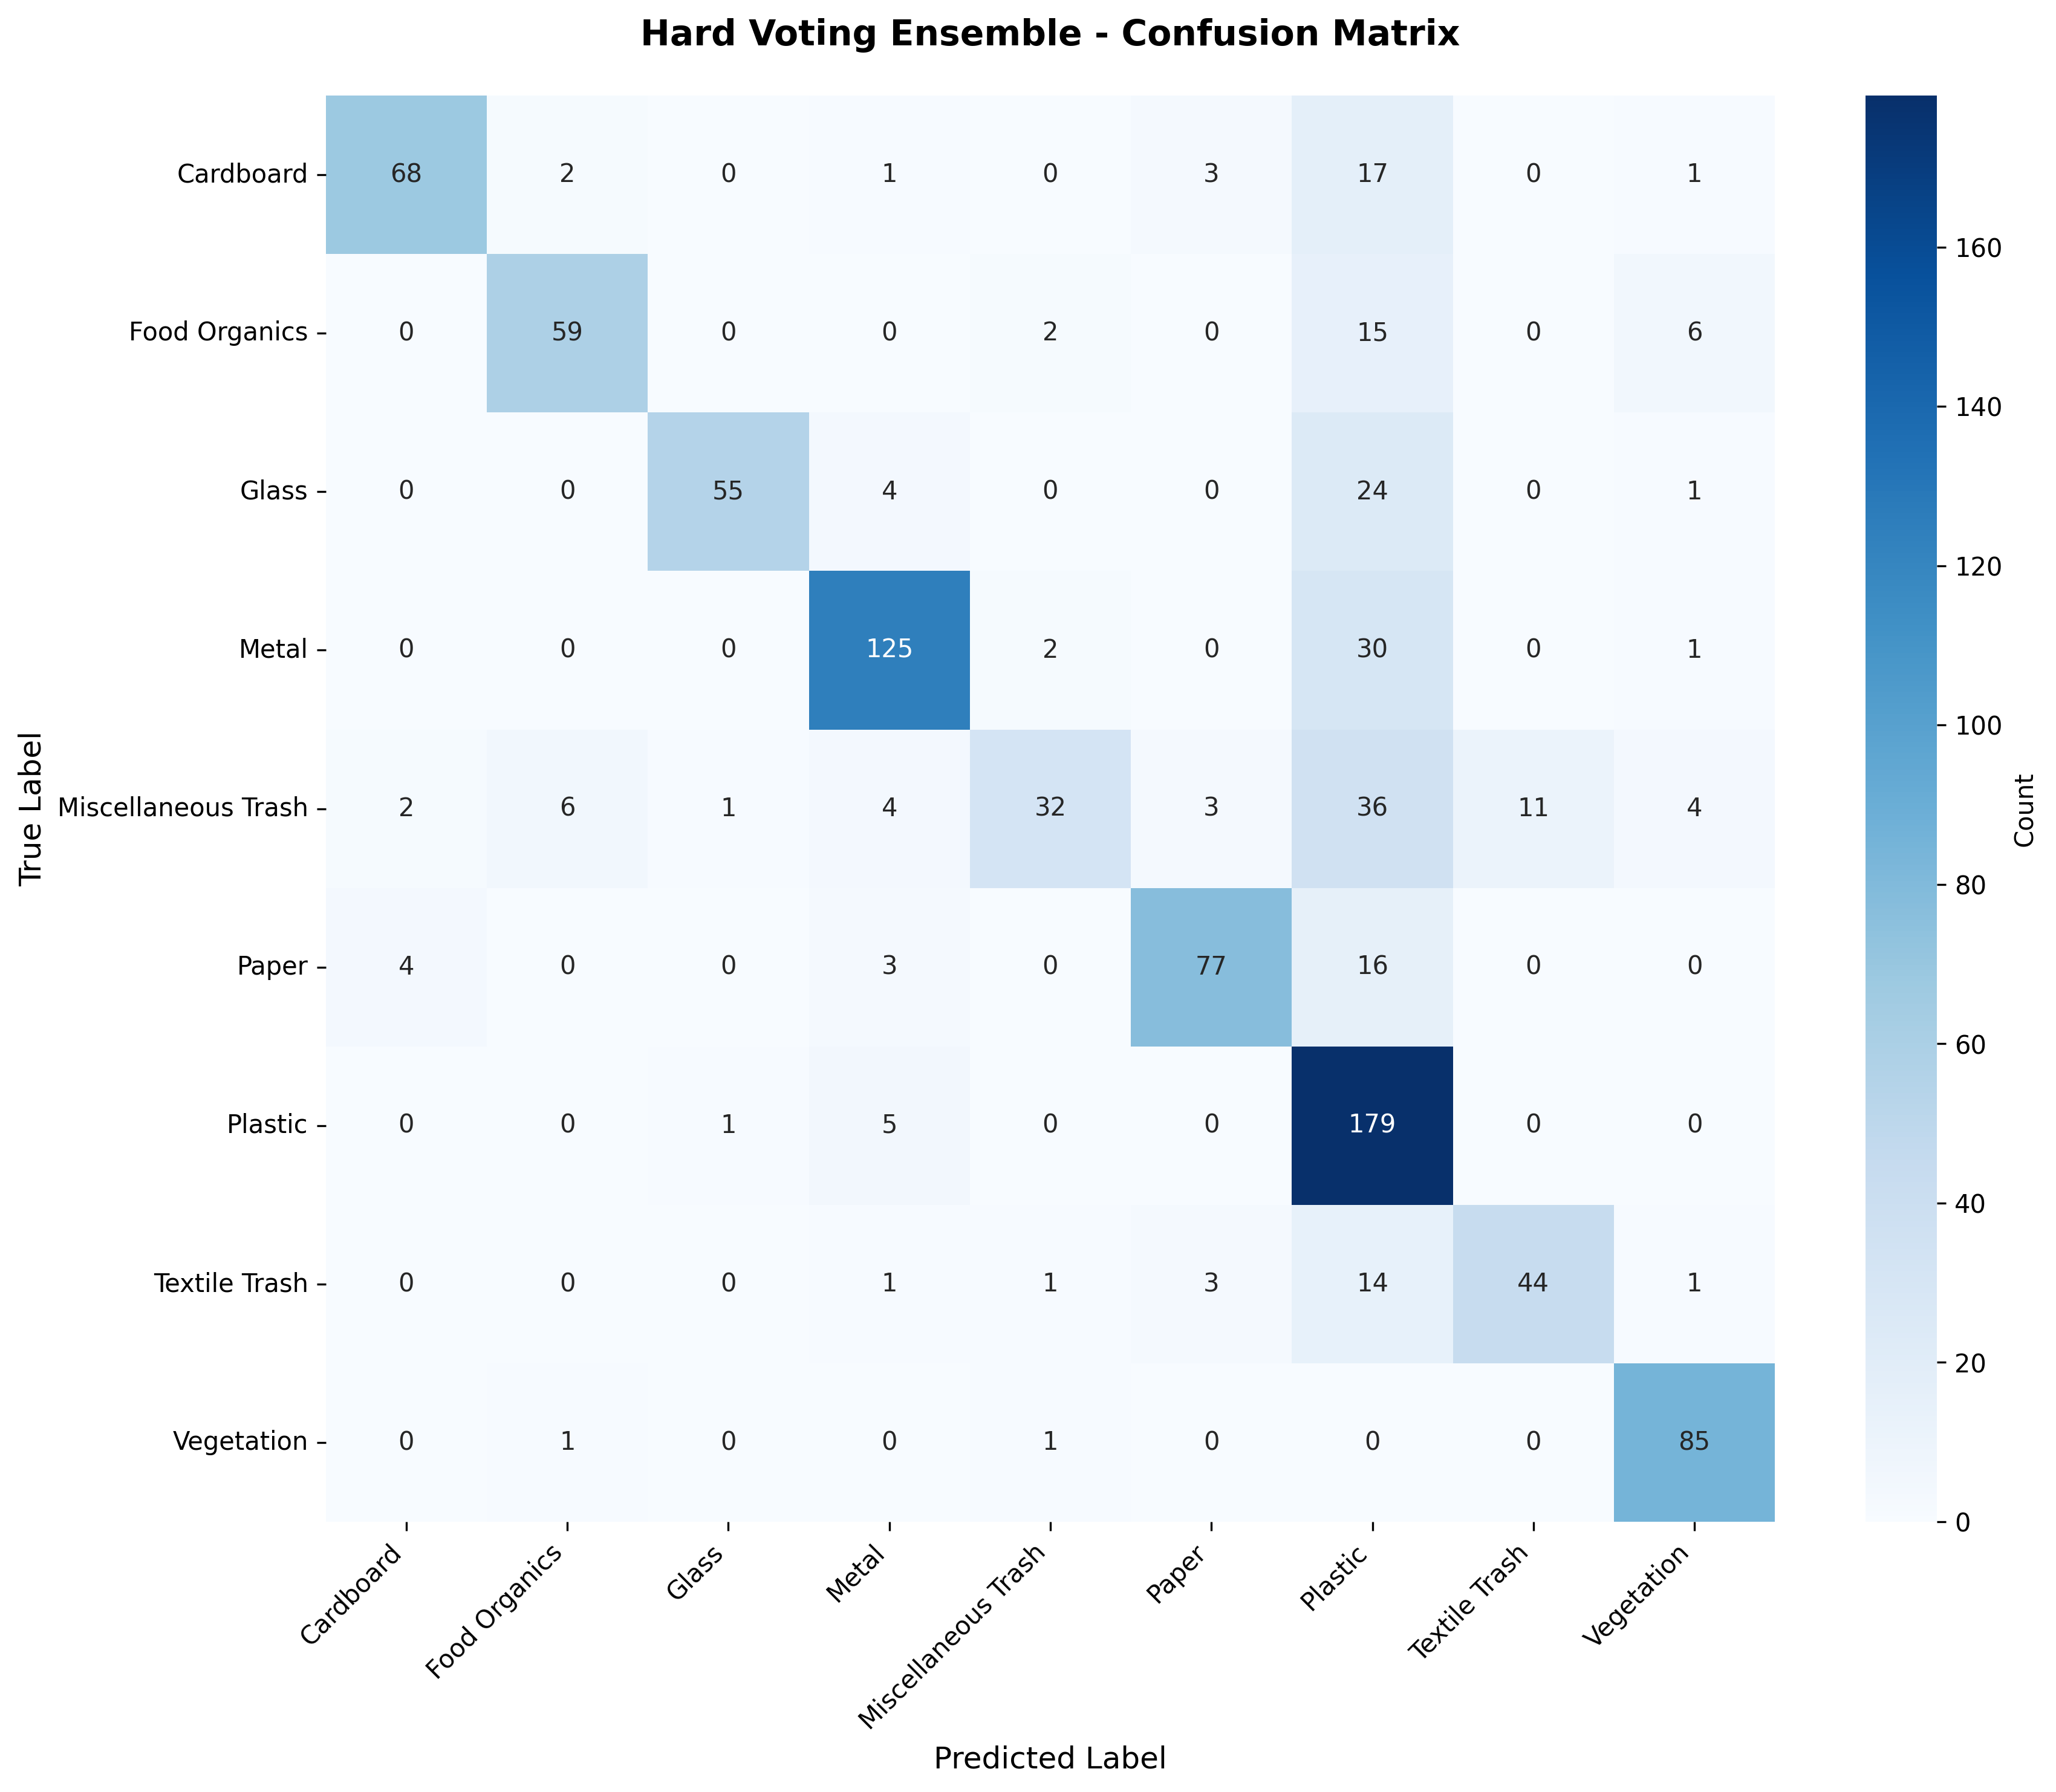 Hard Voting Ensemble - Confusion Matrix
Cardboard 68 2 0 1 0 3 17 0 1
Food Organics 0 59 0 0 2 0 15 0 6
Glass 0 0 55 4 0 0 24 0 1
Metal 0 0 0 125 2 0 30 0 1
Miscellaneous Trash 2 6 1 4 32 3 36 11 4
Paper 4 0 0 3 0 77 16 0 0
Plastic 0 0 1 5 0 0 179 0 0
Textile Trash 0 0 0 1 1 3 14 44 1
Vegetation 0 1 0 0 1 0 0 0 85
True Label
Cardboard Food Organics Glass Metal Miscellaneous Trash Paper Plastic Textile Trash Vegetation
Predicted Label
160
140
120
100
80
60
40
20
0
Count